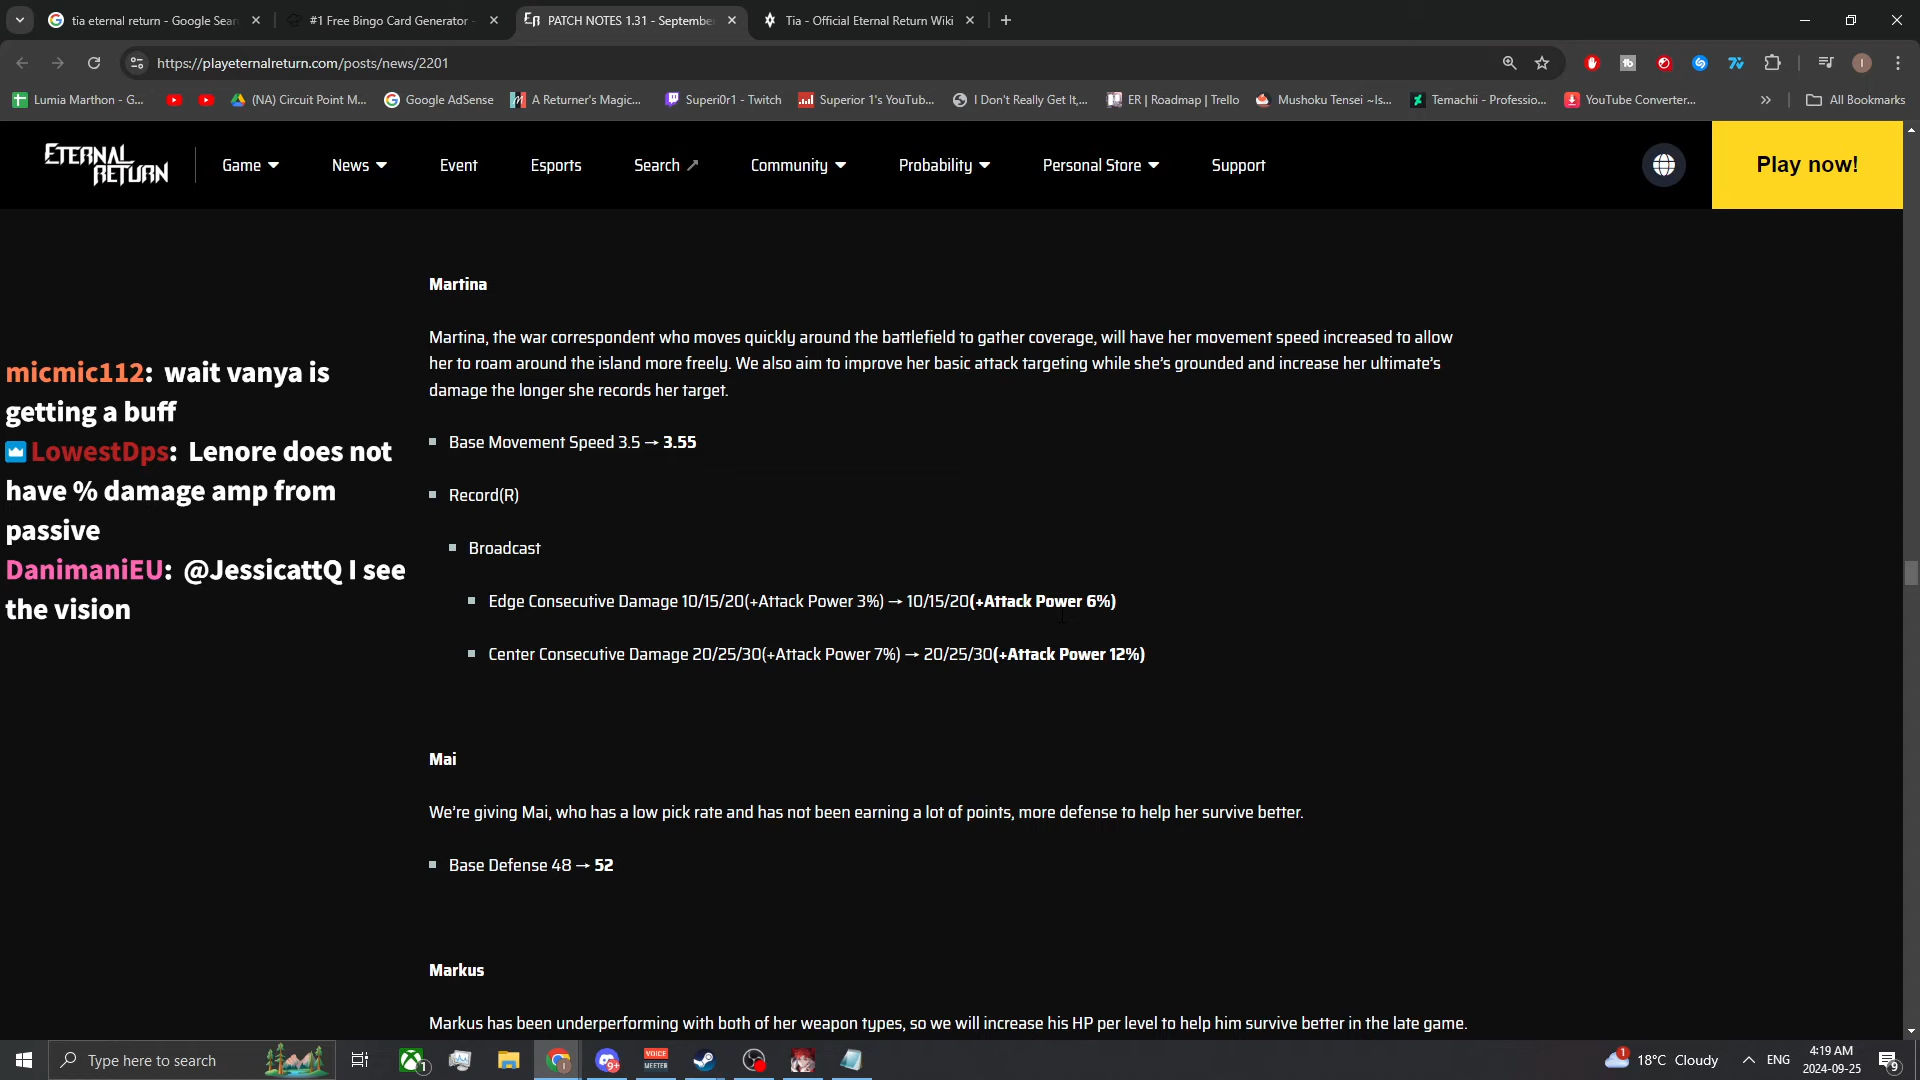 tia eternal return - Google Sear
#1 Free Bingo Card Generator -
PATCH NOTES 1.31 - Septembe
Tia - Official Eternal Return Wiki
https://playeternalreturn.com/posts/news/2201
Lumia Marthon - G...
(NA) Circuit Point M...
Google AdSense
A Returner's Magic...
Superi0r1 - Twitch
Superior 1's YouTub...
I Don't Really Get It,...
ER | Roadmap | Trello
Mushoku Tensei ~Is...
Temachii - Professio...
YouTube Converter...
All Bookmarks
ETERNAL
RETURN
Game
News
Event
Esports
Search
Community
Probability
Personal Store
Support
Play now!
Martina
Martina, the war correspondent who moves quickly around the battlefield to gather coverage, will have her movement speed increased to allow
her to roam around the island more freely. We also aim to improve her basic attack targeting while she's grounded and increase her ultimate's
damage the longer she records her target.
Base Movement Speed 3.5 → 3.55
Record(R)
Broadcast
Edge Consecutive Damage 10/15/20(+Attack Power 3%) → 10/15/20(+Attack Power 6%)
Center Consecutive Damage 20/25/30(+Attack Power 7%) → 20/25/30(+Attack Power 12%)
Mai
We're giving Mai, who has a low pick rate and has not been earning a lot of points, more defense to help her survive better.
Base Defense 48 → 52
Markus
Markus has been underperforming with both of her weapon types, so we will increase his HP per level to help him survive better in the late game.
micmic112: wait vanya is
getting a buff
LowestDps: Lenore does not
have % damage amp from
passive
DanimaniEU: @JessicattQ I see
the vision
Type here to search
VOICE
MEETER
18°C Cloudy
ENG
4:19 AM
2024-09-25